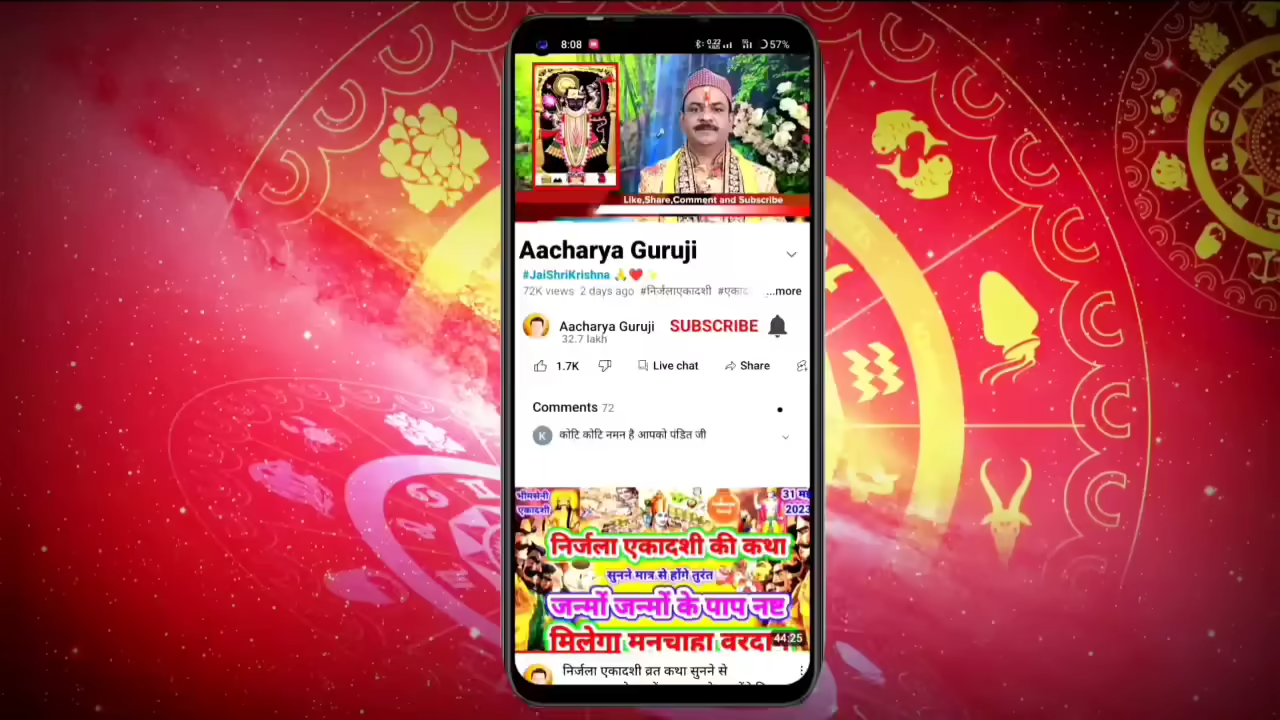 8:08
57%
Like,Share,Comment and Subscribe
Aacharya Guruji
#JaiShriKrishna 🙏❤️
72K views 2 days ago #निर्जलाएकादशी #एकाद ...more
Aacharya Guruji SUBSCRIBE
32.7 lakh
1.7K Live chat Share
Comments 72
K कोटि कोटि नमन है आपको पंडित जी
भीमसेनी
एकादशी
31 मई
2023
निर्जला एकादशी की कथा
सुनने मात्र से होंगे तुरंत
जन्मों जन्मों के पाप नष्ट
मिलेगा मनचाहा वरदान
44:25
निर्जला एकादशी व्रत कथा सुनने से